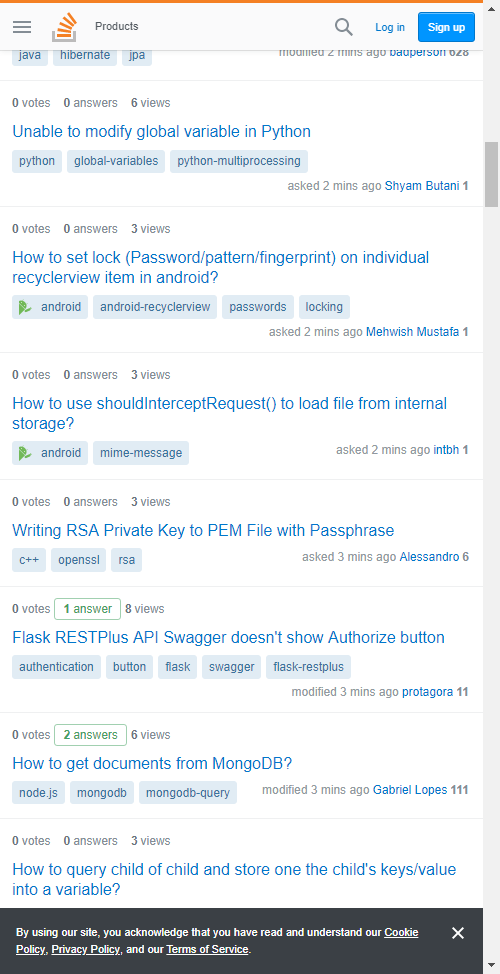 Products
Log in
Sign up
java hibernate jpa
modified 2 mins ago badperson 628
0 votes 0 answers 6 views
Unable to modify global variable in Python
python global-variables python-multiprocessing
asked 2 mins ago Shyam Butani 1
0 votes 0 answers 3 views
How to set lock (Password/pattern/fingerprint) on individual
recyclerview item in android?
android android-recyclerview passwords locking
asked 2 mins ago Mehwish Mustafa 1
0 votes 0 answers 3 views
How to use shouldInterceptRequest() to load file from internal
storage?
android mime-message
asked 2 mins ago intbh 1
0 votes 0 answers 3 views
Writing RSA Private Key to PEM File with Passphrase
c++ openssl rsa
asked 3 mins ago Alessandro 6
0 votes 1 answer 8 views
Flask RESTPlus API Swagger doesn't show Authorize button
authentication button flask swagger flask-restplus
modified 3 mins ago protagora 11
0 votes 2 answers 6 views
How to get documents from MongoDB?
node.js mongodb mongodb-query
modified 3 mins ago Gabriel Lopes 111
0 votes 0 answers 3 views
How to query child of child and store one the child's keys/value
into a variable?
By using our site, you acknowledge that you have read and understand our Cookie
Policy, Privacy Policy, and our Terms of Service.